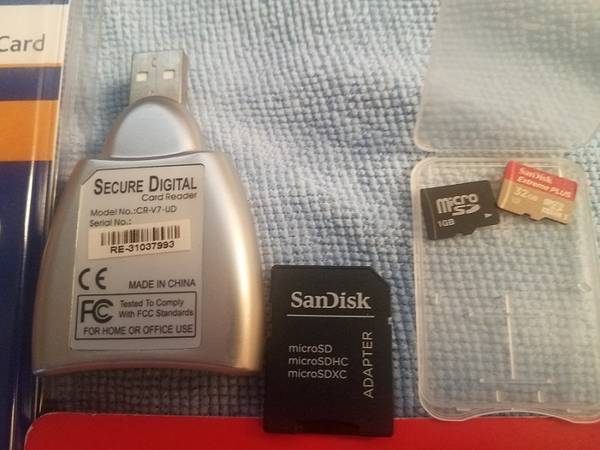 Card
SECURE DIGITAL
Card Reader
Model No.:CR-V7-UD
Serial No.:
RE-31037993
CE
MADE IN CHINA
FC
Tested To Comply
With FCC Standards
FOR HOME OR OFFICE USE
SanDisk
microSD
microSDHC
microSDXC
ADAPTER
micro
SD
1GB
SanDisk
Extreme PLUS
32GB